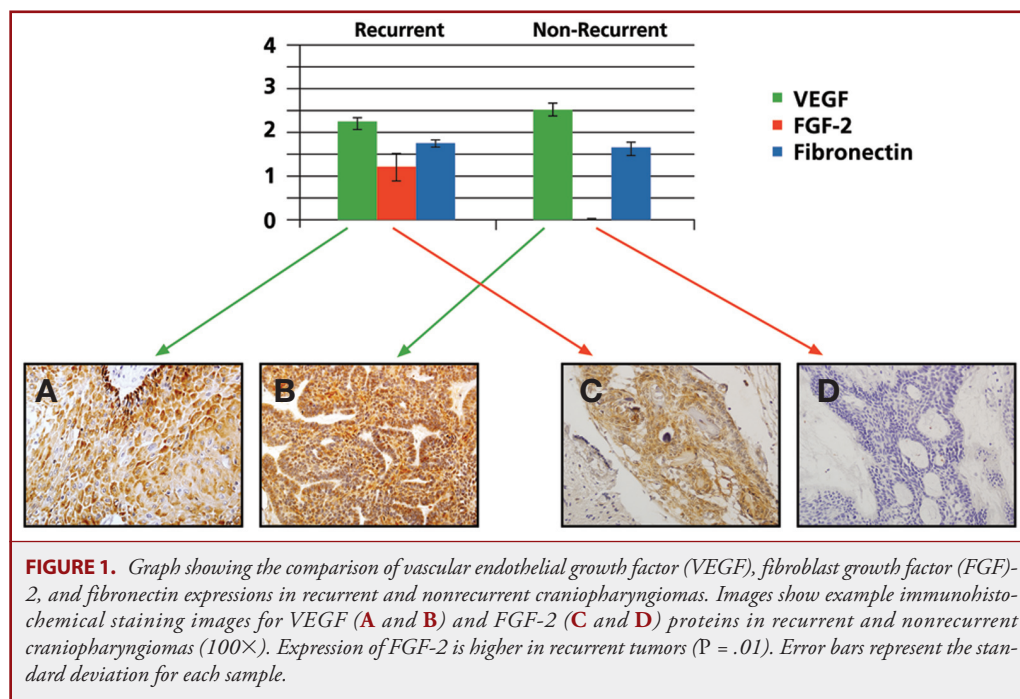 Recurrent Non-Recurrent
4
3
2
1
0
VEGF
FGF-2
Fibronectin
A B C D
FIGURE 1. Graph showing the comparison of vascular endothelial growth factor (VEGF), fibroblast growth factor (FGF)-
2, and fibronectin expressions in recurrent and nonrecurrent craniopharyngiomas. Images show example immunohisto-
chemical staining images for VEGF (A and B) and FGF-2 (C and D) proteins in recurrent and nonrecurrent
craniopharyngiomas (100×). Expression of FGF-2 is higher in recurrent tumors (P = .01). Error bars represent the stan-
dard deviation for each sample.